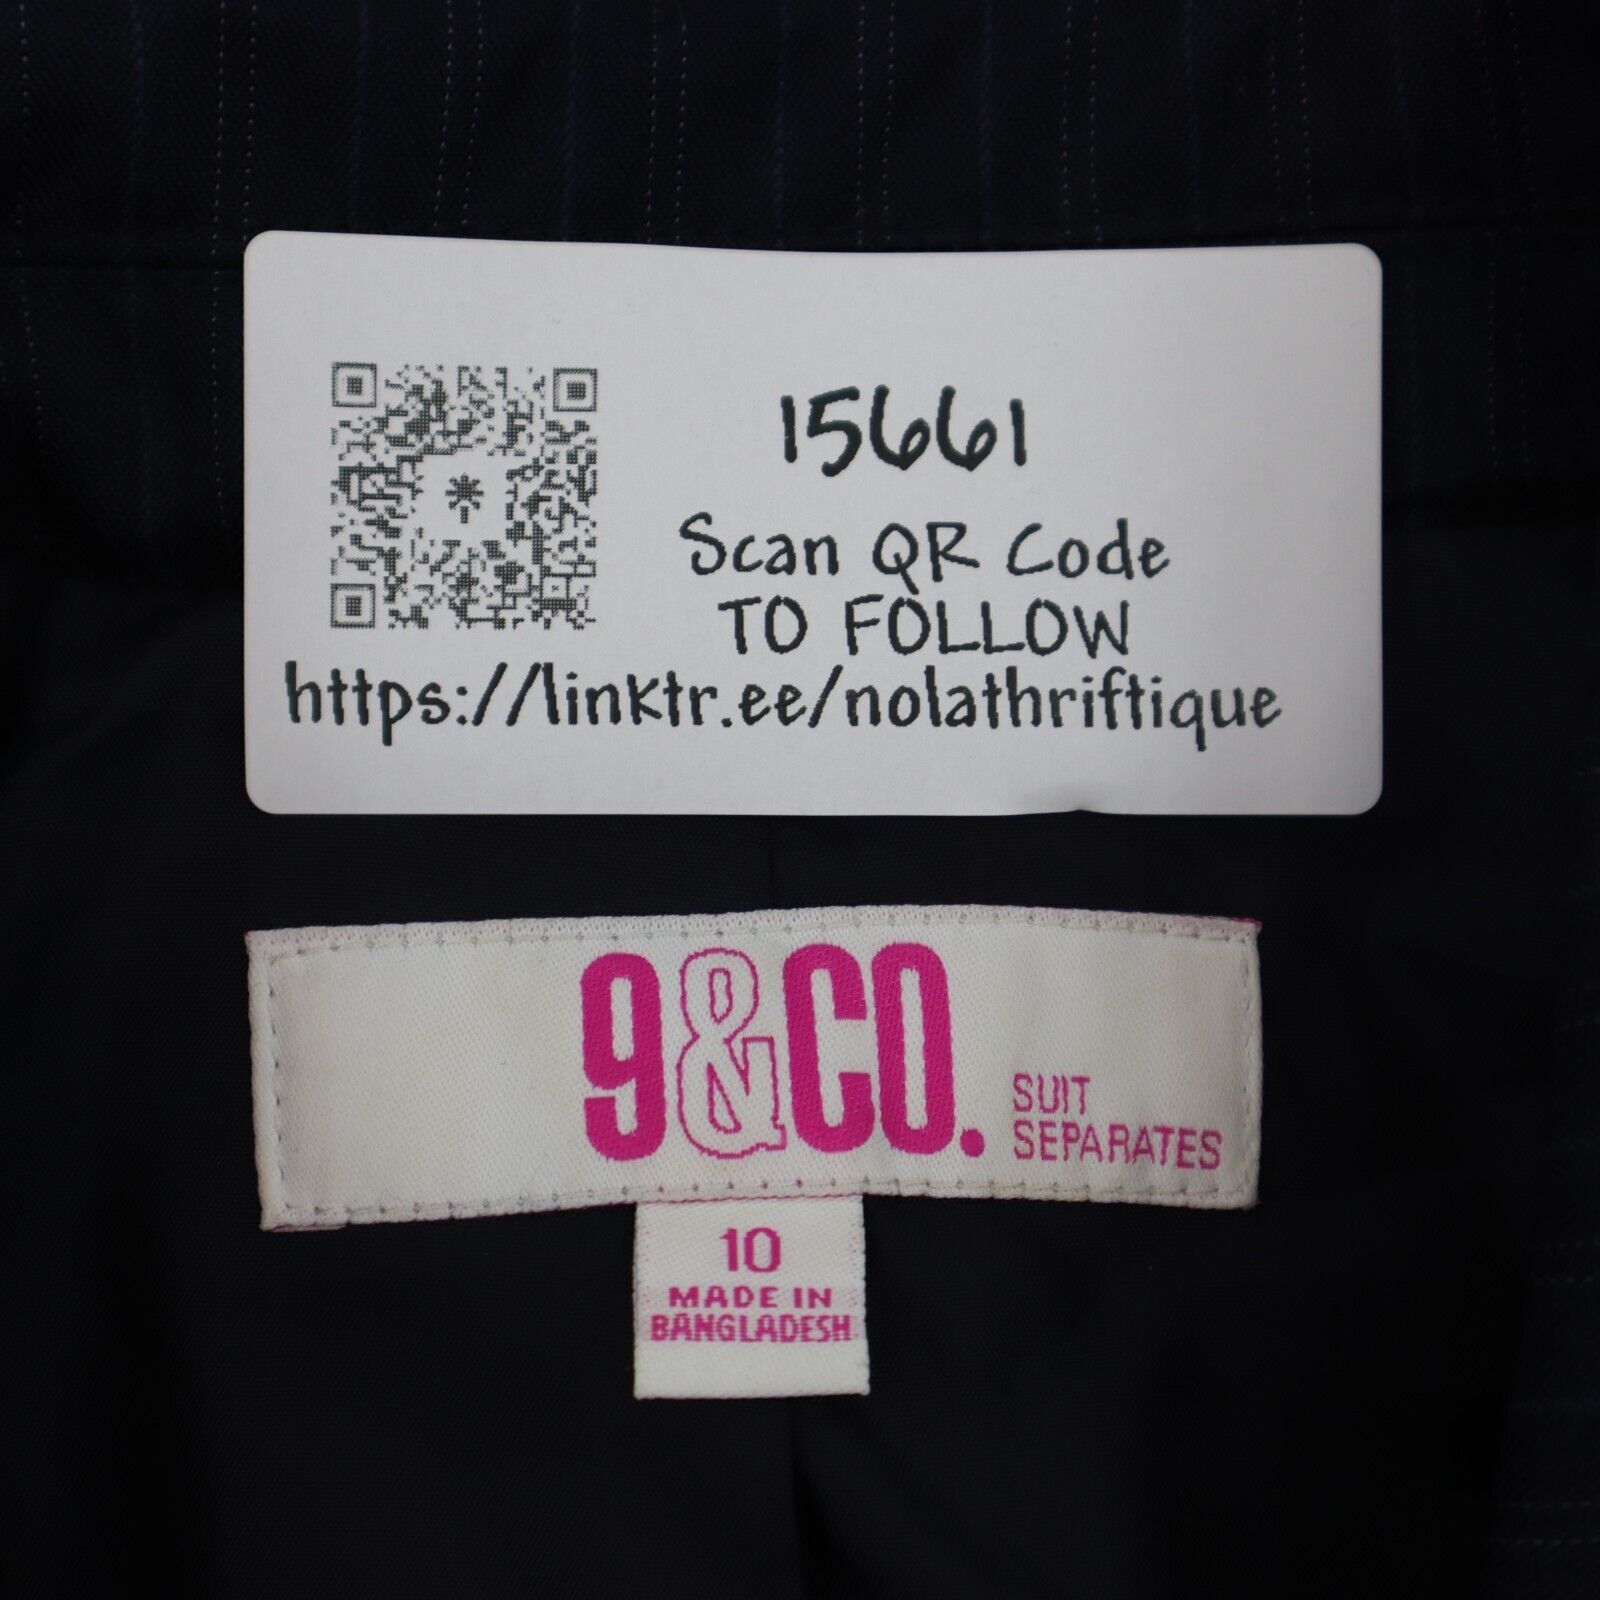 15661
Scan QR Code
TO FOLLOW
https://linktr.ee/nolathriftique
9&CO.
SUIT
SEPARATES
10
MADE IN
BANGLADESH